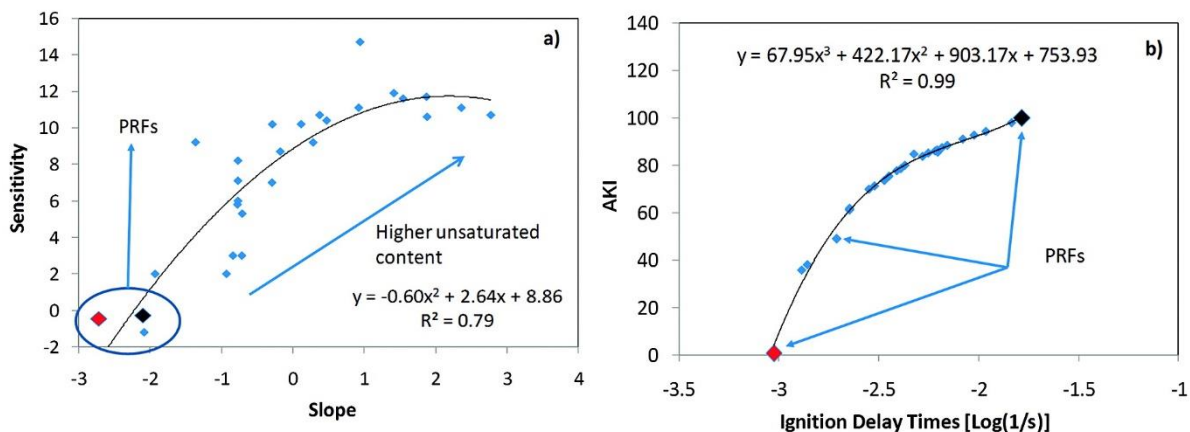 a)
16
14
12
10
8
6
4
2
0
-2
Sensitivity
PRFs
Higher unsaturated
content
y = -0.60x² + 2.64x + 8.86
R² = 0.79
-3 -2 -1 0 1 2 3 4
Slope
b)
140
120
100
80
60
40
20
0
AKI
y = 67.95x³ + 422.17x² + 903.17x + 753.93
R² = 0.99
PRFs
-3.5 -3 -2.5 -2 -1.5 -1
Ignition Delay Times [Log(1/s)]